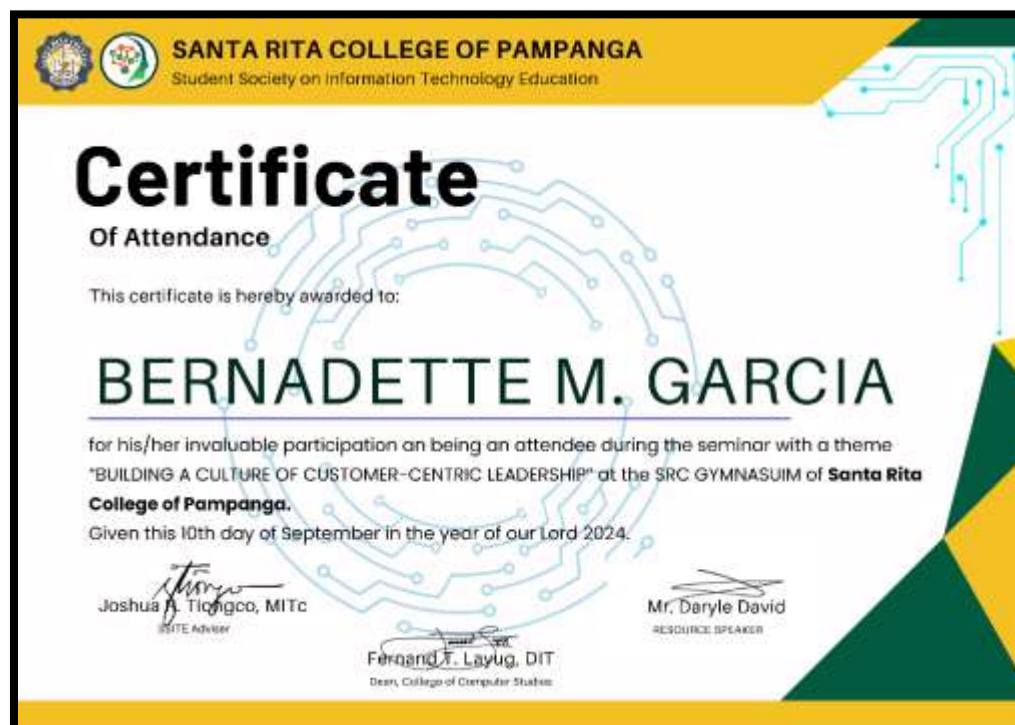 SANTA RITA COLLEGE OF PAMPANGA
Student Society on Information Technology Education
Certificate
Of Attendance
This certificate is hereby awarded to:
BERNADETTE M. GARCIA
for his/her invaluable participation an being an attendee during the seminar with a theme
"BUILDING A CULTURE OF CUSTOMER-CENTRIC LEADERSHIP" at the SRC GYMNASUIM of Santa Rita
College of Pampanga.
Given this 10th day of September in the year of our Lord 2024.
Joshua A. Tiongco, MITc
SSITE Adviser
Mr. Daryle David
RESOURCE SPEAKER
Fernand T. Layug, DIT
Dean, College of Computer Studies